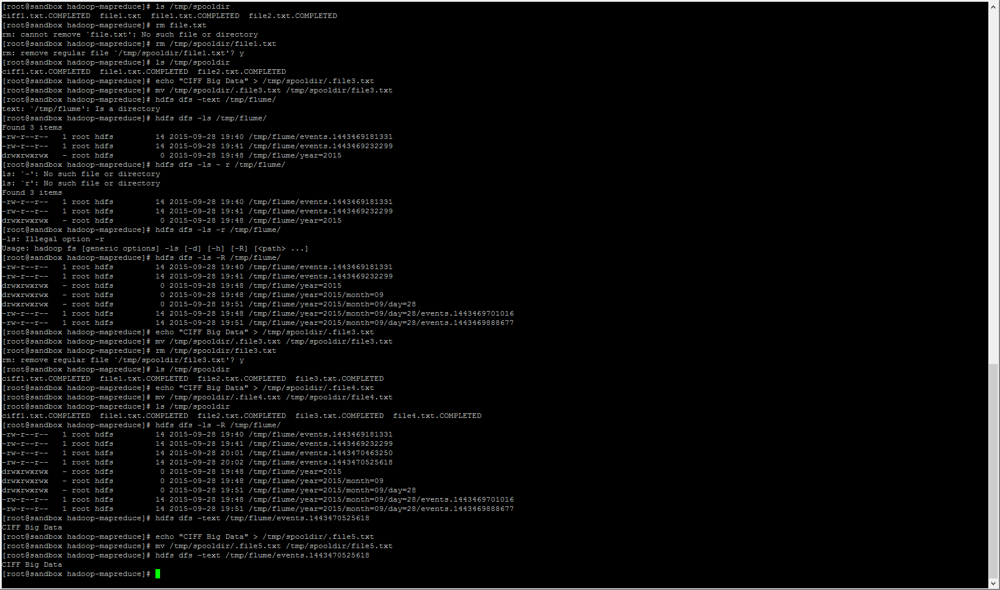 [root@sandbox hadoop-mapreduce]# ls /tmp/spooldir
ciff1.txt.COMPLETED  file1.txt  file1.txt.COMPLETED  file2.txt.COMPLETED
[root@sandbox hadoop-mapreduce]# rm file.txt
rm: cannot remove `file.txt': No such file or directory
[root@sandbox hadoop-mapreduce]# rm /tmp/spooldir/file1.txt
rm: remove regular file `/tmp/spooldir/file1.txt'? y
[root@sandbox hadoop-mapreduce]# ls /tmp/spooldir
ciff1.txt.COMPLETED  file1.txt.COMPLETED  file2.txt.COMPLETED
[root@sandbox hadoop-mapreduce]# echo "CIFF Big Data" > /tmp/spooldir/.file3.txt
[root@sandbox hadoop-mapreduce]# mv /tmp/spooldir/.file3.txt /tmp/spooldir/file3.txt
[root@sandbox hadoop-mapreduce]# hdfs dfs -text /tmp/flume/
text: `/tmp/flume': Is a directory
[root@sandbox hadoop-mapreduce]# hdfs dfs -ls /tmp/flume/
Found 3 items
-rw-r--r--   1 root hdfs         14 2015-09-28 19:40 /tmp/flume/events.1443469181331
-rw-r--r--   1 root hdfs         14 2015-09-28 19:41 /tmp/flume/events.1443469232299
drwxrwxrwx   - root hdfs          0 2015-09-28 19:48 /tmp/flume/year=2015
[root@sandbox hadoop-mapreduce]# hdfs dfs -ls - r /tmp/flume/
ls: `-': No such file or directory
ls: `r': No such file or directory
Found 3 items
-rw-r--r--   1 root hdfs         14 2015-09-28 19:40 /tmp/flume/events.1443469181331
-rw-r--r--   1 root hdfs         14 2015-09-28 19:41 /tmp/flume/events.1443469232299
drwxrwxrwx   - root hdfs          0 2015-09-28 19:48 /tmp/flume/year=2015
[root@sandbox hadoop-mapreduce]# hdfs dfs -ls -r /tmp/flume/
-ls: Illegal option -r
Usage: hadoop fs [generic options] -ls [-d] [-h] [-R] [<path> ...]
[root@sandbox hadoop-mapreduce]# hdfs dfs -ls -R /tmp/flume/
-rw-r--r--   1 root hdfs         14 2015-09-28 19:40 /tmp/flume/events.1443469181331
-rw-r--r--   1 root hdfs         14 2015-09-28 19:41 /tmp/flume/events.1443469232299
drwxrwxrwx   - root hdfs          0 2015-09-28 19:48 /tmp/flume/year=2015
drwxrwxrwx   - root hdfs          0 2015-09-28 19:48 /tmp/flume/year=2015/month=09
drwxrwxrwx   - root hdfs          0 2015-09-28 19:51 /tmp/flume/year=2015/month=09/day=28
-rw-r--r--   1 root hdfs         14 2015-09-28 19:48 /tmp/flume/year=2015/month=09/day=28/events.1443469701016
-rw-r--r--   1 root hdfs         14 2015-09-28 19:51 /tmp/flume/year=2015/month=09/day=28/events.1443469888677
[root@sandbox hadoop-mapreduce]# echo "CIFF Big Data" > /tmp/spooldir/.file3.txt
[root@sandbox hadoop-mapreduce]# mv /tmp/spooldir/.file3.txt /tmp/spooldir/file3.txt
[root@sandbox hadoop-mapreduce]# rm /tmp/spooldir/file3.txt
rm: remove regular file `/tmp/spooldir/file3.txt'? y
[root@sandbox hadoop-mapreduce]# ls /tmp/spooldir
ciff1.txt.COMPLETED  file1.txt.COMPLETED  file2.txt.COMPLETED  file3.txt.COMPLETED
[root@sandbox hadoop-mapreduce]# echo "CIFF Big Data" > /tmp/spooldir/.file4.txt
[root@sandbox hadoop-mapreduce]# mv /tmp/spooldir/.file4.txt /tmp/spooldir/file4.txt
[root@sandbox hadoop-mapreduce]# ls /tmp/spooldir
ciff1.txt.COMPLETED  file1.txt.COMPLETED  file2.txt.COMPLETED  file3.txt.COMPLETED  file4.txt.COMPLETED
[root@sandbox hadoop-mapreduce]# hdfs dfs -ls -R /tmp/flume/
-rw-r--r--   1 root hdfs         14 2015-09-28 19:40 /tmp/flume/events.1443469181331
-rw-r--r--   1 root hdfs         14 2015-09-28 19:41 /tmp/flume/events.1443469232299
-rw-r--r--   1 root hdfs         14 2015-09-28 20:01 /tmp/flume/events.1443470463250
-rw-r--r--   1 root hdfs         14 2015-09-28 20:02 /tmp/flume/events.1443470525618
drwxrwxrwx   - root hdfs          0 2015-09-28 19:48 /tmp/flume/year=2015
drwxrwxrwx   - root hdfs          0 2015-09-28 19:48 /tmp/flume/year=2015/month=09
drwxrwxrwx   - root hdfs          0 2015-09-28 19:51 /tmp/flume/year=2015/month=09/day=28
-rw-r--r--   1 root hdfs         14 2015-09-28 19:48 /tmp/flume/year=2015/month=09/day=28/events.1443469701016
-rw-r--r--   1 root hdfs         14 2015-09-28 19:51 /tmp/flume/year=2015/month=09/day=28/events.1443469888677
[root@sandbox hadoop-mapreduce]# hdfs dfs -text /tmp/flume/events.1443470525618
CIFF Big Data
[root@sandbox hadoop-mapreduce]# echo "CIFF Big Data" > /tmp/spooldir/.file5.txt
[root@sandbox hadoop-mapreduce]# mv /tmp/spooldir/.file5.txt /tmp/spooldir/file5.txt
[root@sandbox hadoop-mapreduce]# hdfs dfs -text /tmp/flume/events.1443470525618
CIFF Big Data
[root@sandbox hadoop-mapreduce]#